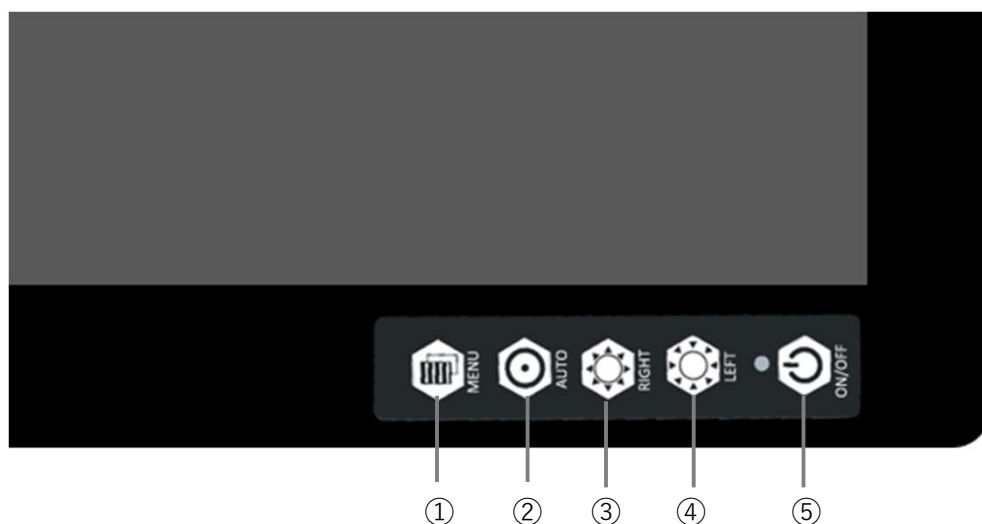 MENU
AUTO
RIGHT
LEFT
ON/OFF
① ② ③ ④ ⑤